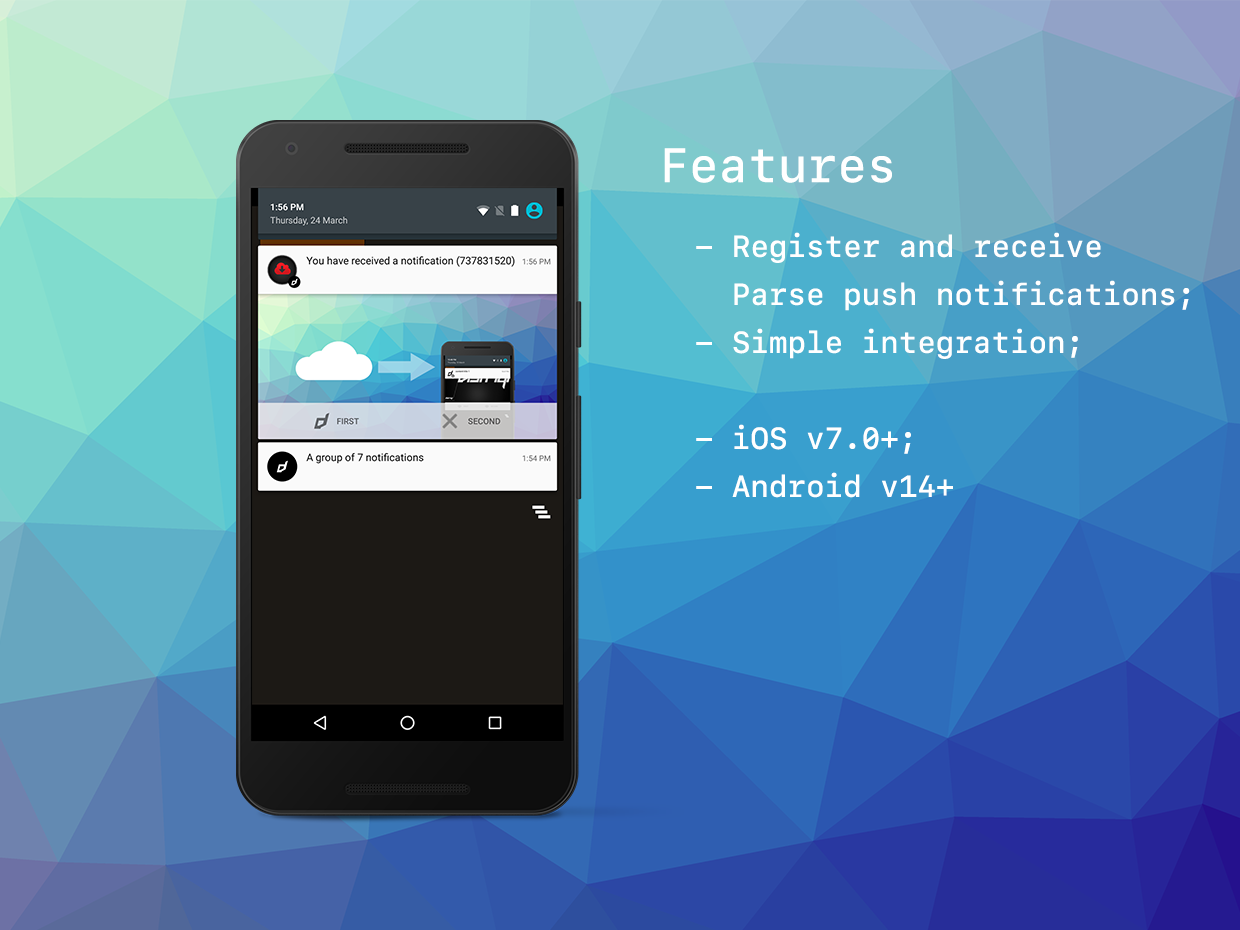 1:56 PM
Thursday, 24 March
You have received a notification (737831520) 1:56 PM
FIRST
SECOND
A group of 7 notifications 1:54 PM
Features
– Register and receive
Parse push notifications;
– Simple integration;
– iOS v7.0+;
– Android v14+